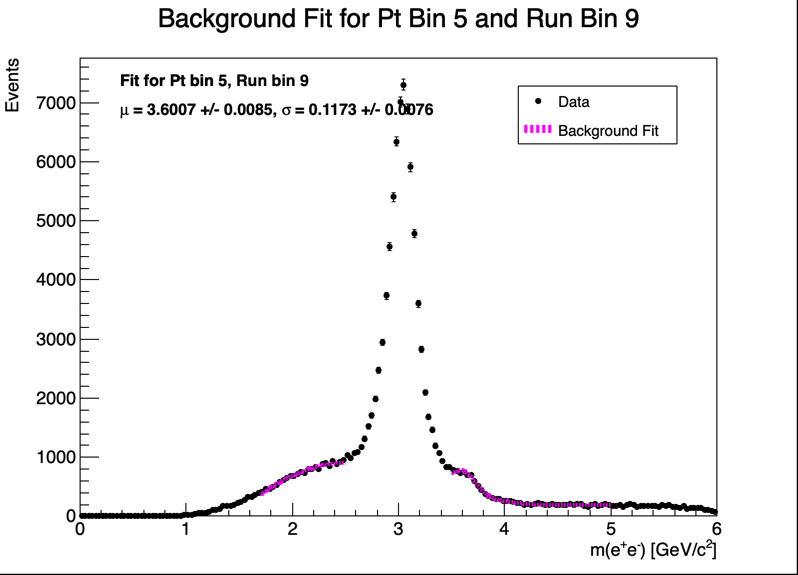 Background Fit for Pt Bin 5 and Run Bin 9
Events
Fit for Pt bin 5, Run bin 9
μ = 3.6007 +/- 0.0085, σ = 0.1173 +/- 0.0076
Data
Background Fit
7000
6000
5000
4000
3000
2000
1000
0
0 1 2 3 4 5 6
m(e⁺e⁻) [GeV/c²]